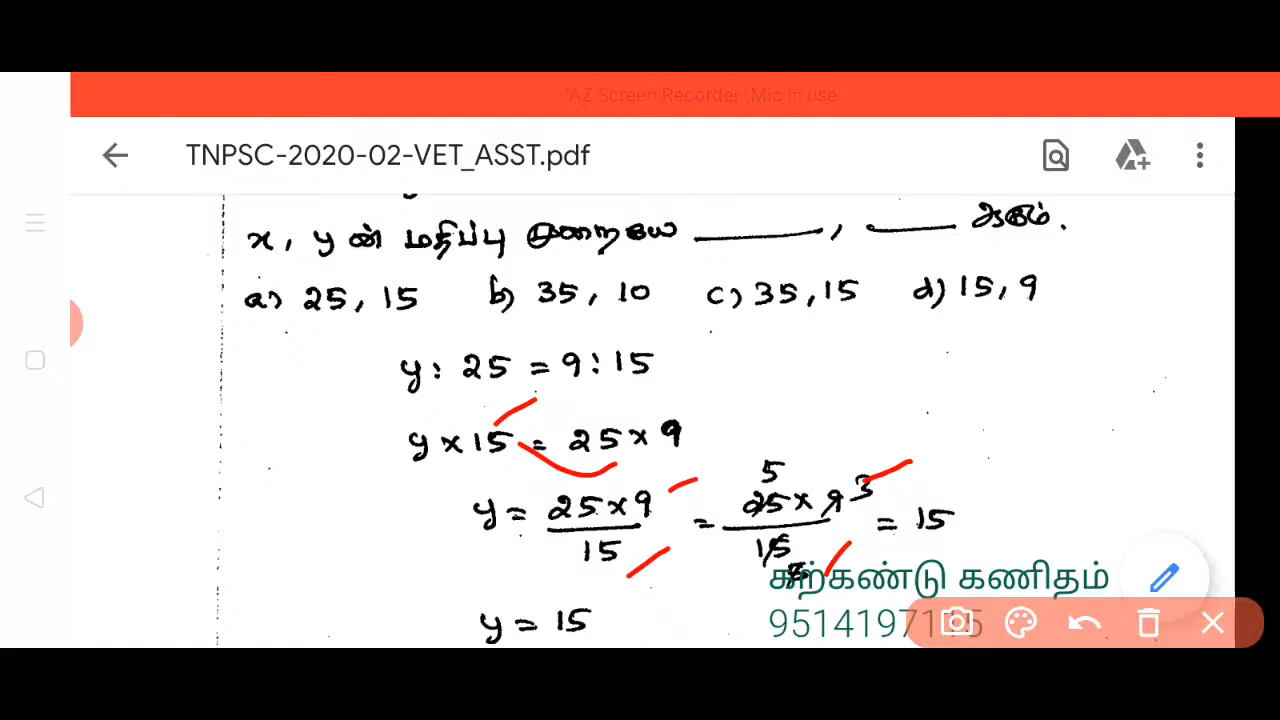 'AZ Screen Recorder' Mic in use
TNPSC-2020-02-VET_ASST.pdf
x, y ன் மதிப்பு முறையே ______, ____ ஆகும்.
a) 25, 15 b) 35, 10 c) 35, 15 d) 15, 9
y : 25 = 9 : 15
y × 15 = 25 × 9
y = 25 × 9 / 15 = 5 25 × 9 3 / 15 3 = 15
கற்கண்டு கணிதம்
y = 15